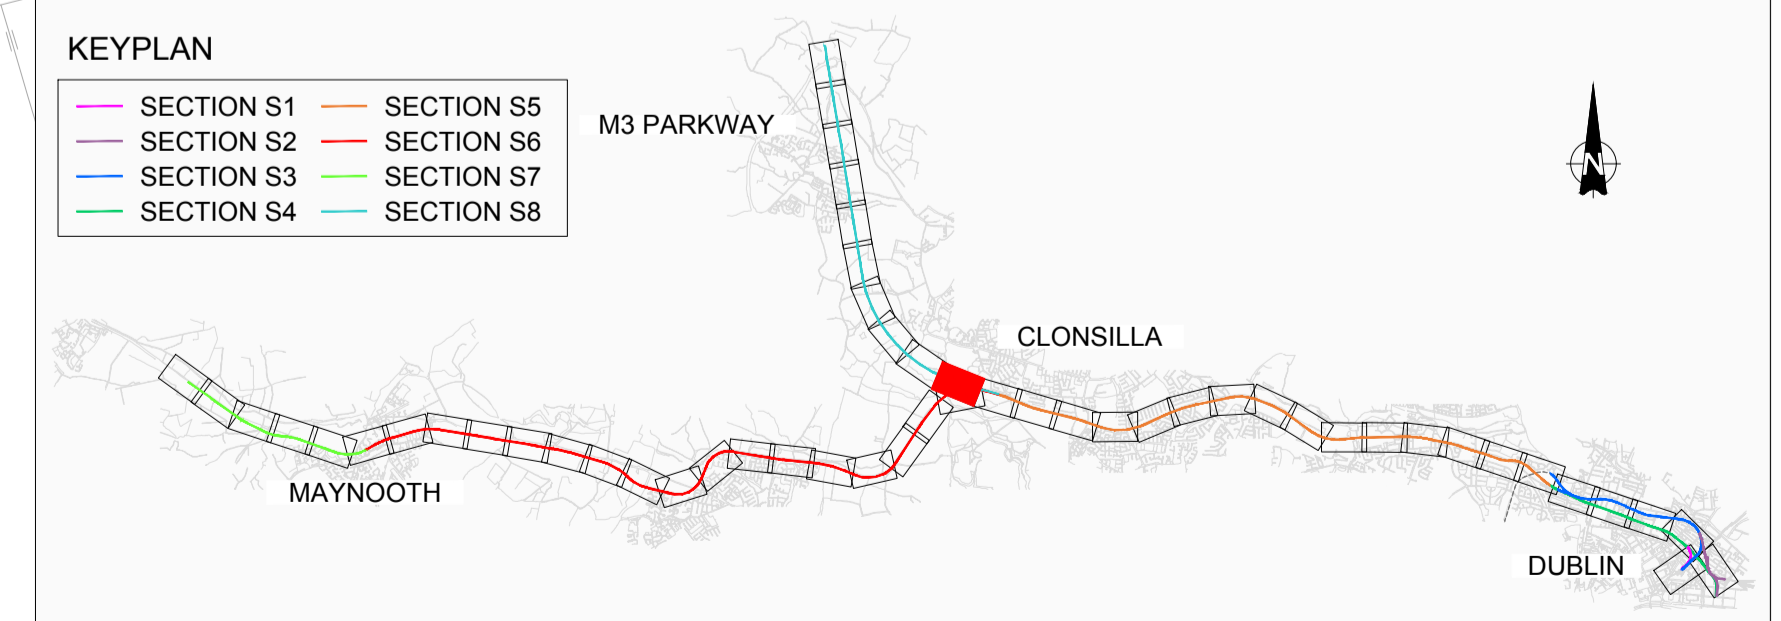 KEYPLAN
SECTION S1 SECTION S5
SECTION S2 SECTION S6
SECTION S3 SECTION S7
SECTION S4 SECTION S8
M3 PARKWAY
N
CLONSILLA
MAYNOOTH
DUBLIN